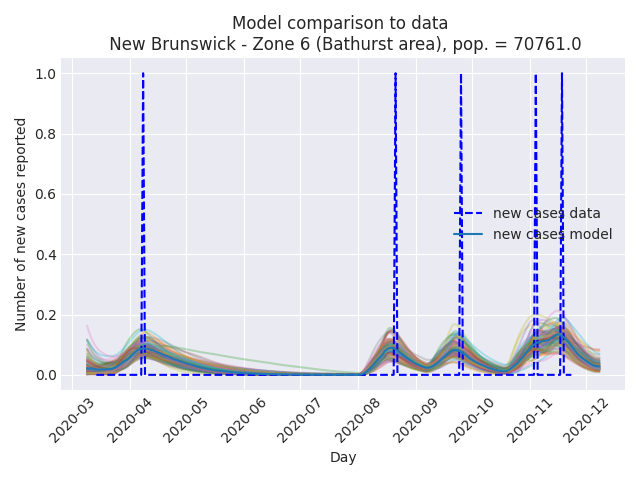 Model comparison to data
New Brunswick - Zone 6 (Bathurst area), pop. = 70761.0
Number of new cases reported
1.0
0.8
0.6
0.4
0.2
0.0
new cases data
new cases model
2020-03
2020-04
2020-05
2020-06
2020-07
2020-08
2020-09
2020-10
2020-11
2020-12
Day